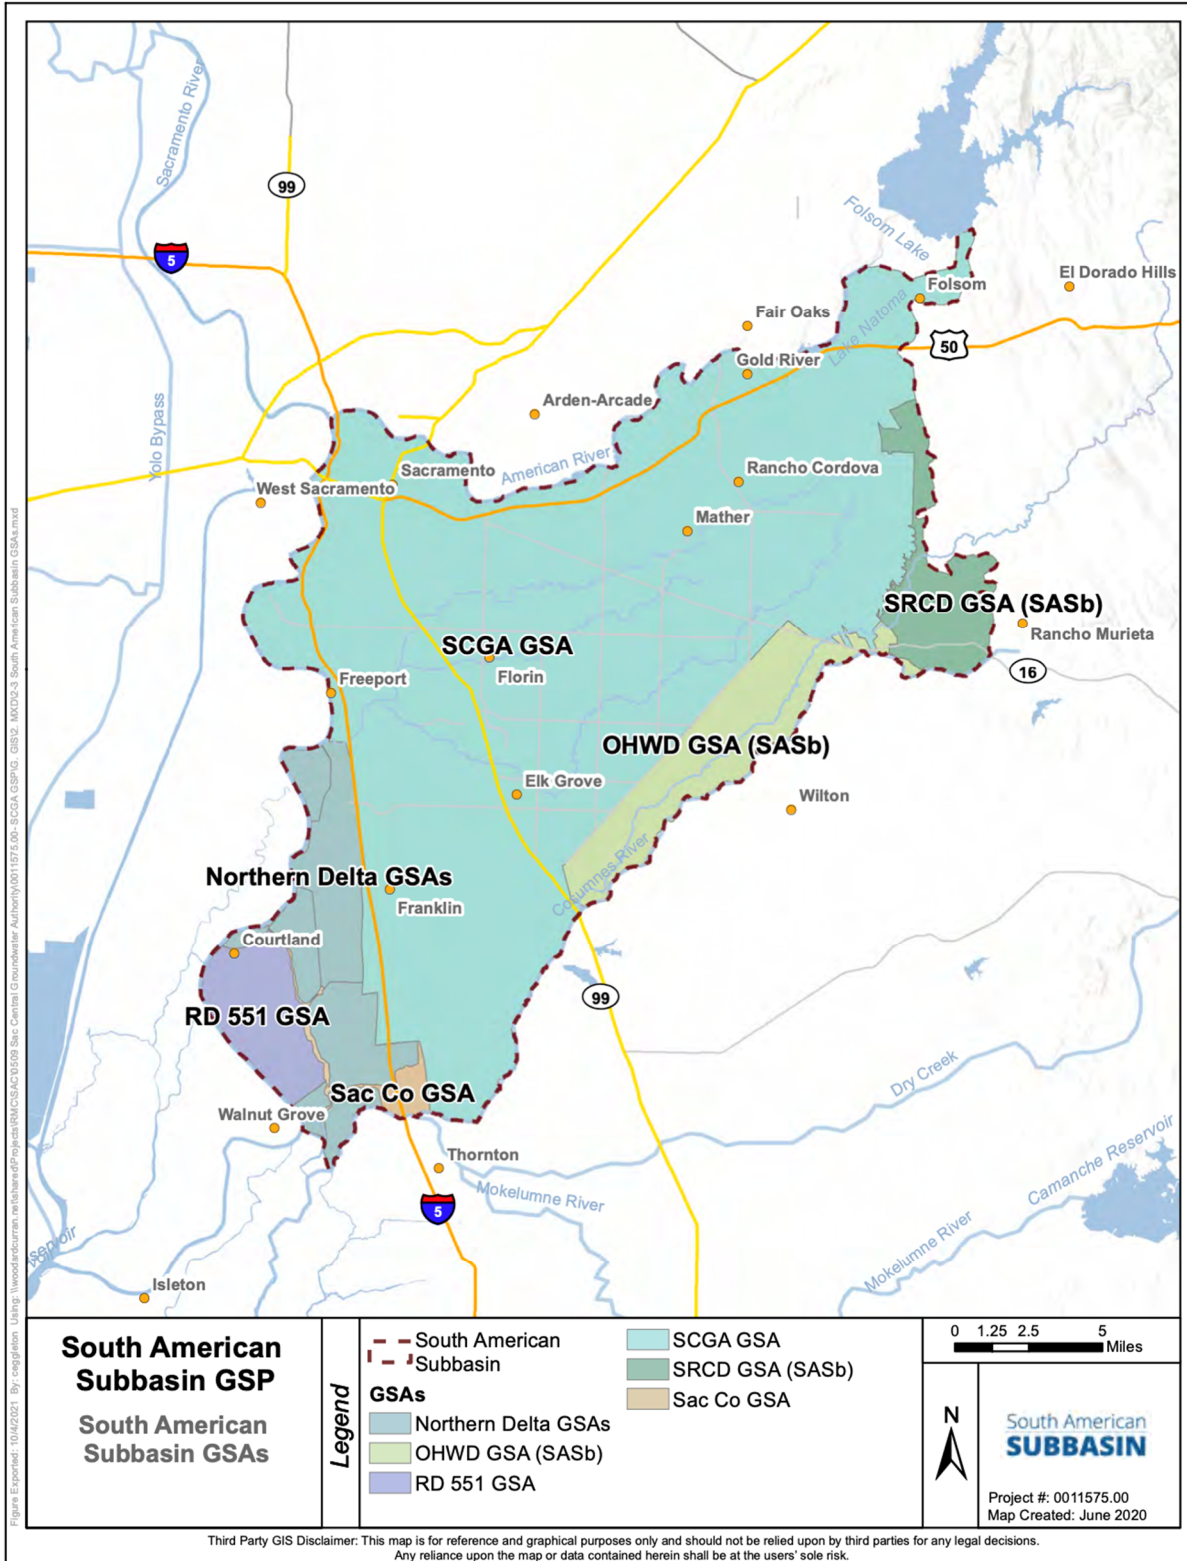 Sacramento River
99
5
Folsom Lake
El Dorado Hills
Folsom
Fair Oaks
Lake Natoma
50
Gold River
Arden-Arcade
Yolo Bypass
American River
Sacramento
Rancho Cordova
West Sacramento
Mather
SRCD GSA (SASb)
Rancho Murieta
SCGA GSA
Florin
16
Freeport
OHWD GSA (SASb)
Elk Grove
Wilton
Cosumnes River
Northern Delta GSAs
Franklin
Courtland
99
RD 551 GSA
Dry Creek
Sac Co GSA
Walnut Grove
Thornton
Mokelumne River
Camanche Reservoir
5
Mokelumne River
Isleton
South American
Subbasin GSP
South American
Subbasin GSAs
Legend
South American
Subbasin
GSAs
Northern Delta GSAs
OHWD GSA (SASb)
RD 551 GSA
SCGA GSA
SRCD GSA (SASb)
Sac Co GSA
0 1.25 2.5 5
Miles
N
South American
SUBBASIN
Project #: 0011575.00
Map Created: June 2020
Third Party GIS Disclaimer: This map is for reference and graphical purposes only and should not be relied upon by third parties for any legal decisions.
Any reliance upon the map or data contained herein shall be at the users' sole risk.
Figure Exported: 10/4/2021 By: ceggleton Using: